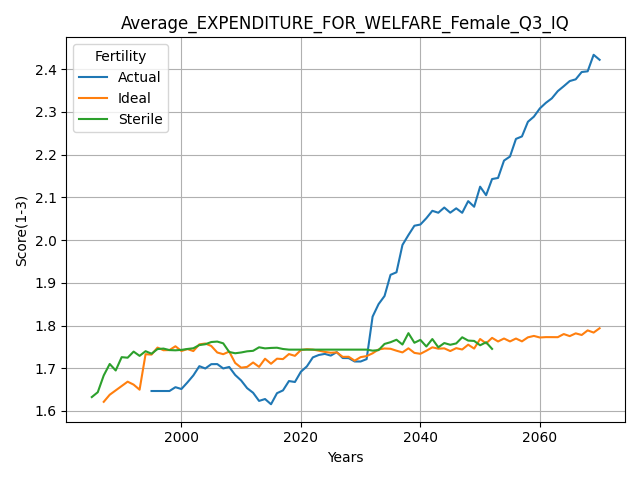 Average_EXPENDITURE_FOR_WELFARE_Female_Q3_IQ
Fertility
Actual
Ideal
Sterile
Score(1-3)
2.4
2.3
2.2
2.1
2.0
1.9
1.8
1.7
1.6
2000
2020
2040
2060
Years